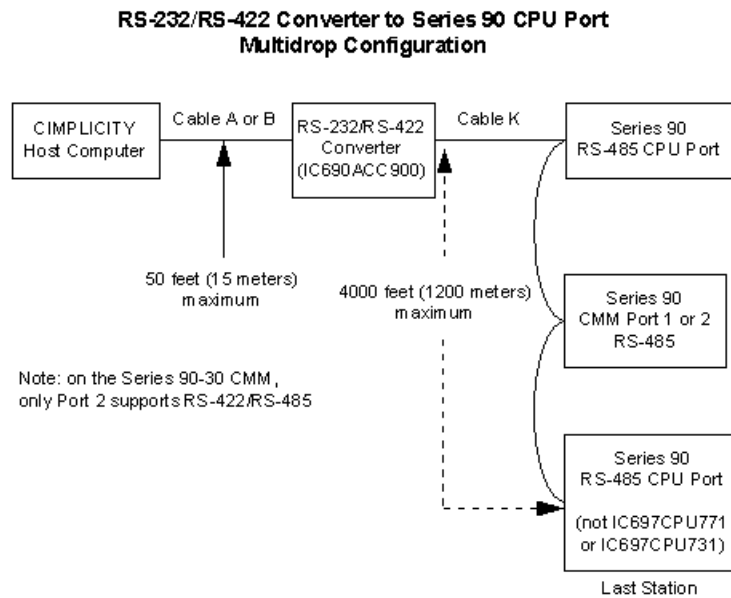 RS-232/RS-422 Converter to Series 90 CPU Port
Multidrop Configuration
CIMPLICITY
Host Computer
Cable A or B
RS-232/RS-422
Converter
(IC690ACC900)
Cable K
Series 90
RS-485 CPU Port
50 feet (15 meters)
maximum
4000 feet (1200 meters)
maximum
Series 90
CMM Port 1 or 2
RS-485
Note: on the Series 90-30 CMM,
only Port 2 supports RS-422/RS-485
Series 90
RS-485 CPU Port
(not IC697CPU771
or IC697CPU731)
Last Station